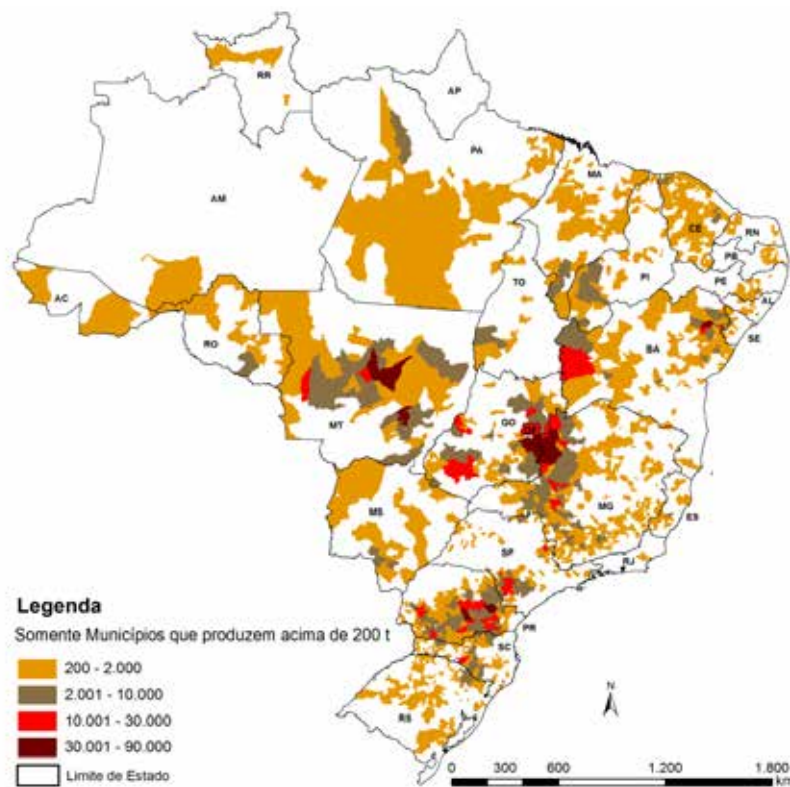 RR
AP
AM
PA
MA
CE
RN
PB
PE
AL
SE
PI
TO
AC
RO
BA
MT
GO
MG
ES
MS
SP
RJ
PR
SC
RS
Legenda
Somente Municípios que produzem acima de 200 t
200 - 2.000
2.001 - 10.000
10.001 - 30.000
30.001 - 90.000
Limite de Estado
N
0 300 600 1.200 1.800
km